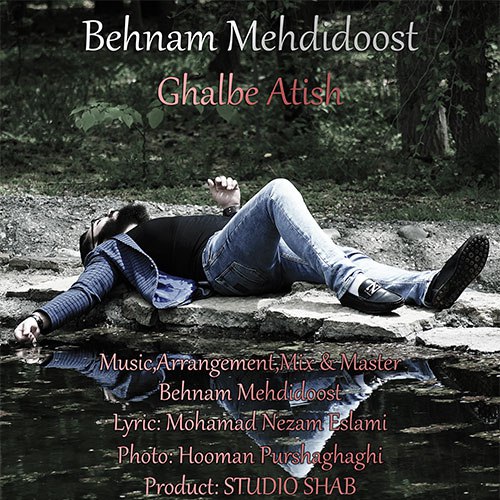 Behnam Mehdidoost
Ghalbe Atish
Music,Arrangement,Mix & Master
Behnam Mehdidoost
Lyric: Mohamad Nezam Eslami
Photo: Hooman Purshaghaghi
Product: STUDIO SHAB